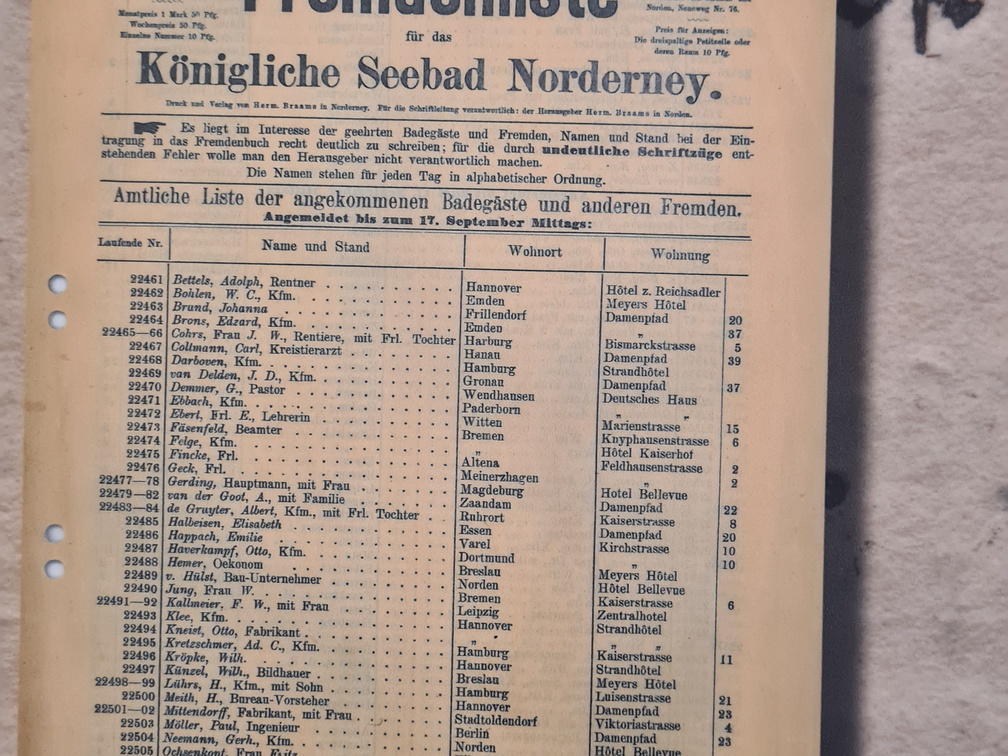 Fremdenliste
Monatspreis 1 Mark 50 Pfg.
Wochenpreis 50 Pfg.
Einzelne Nummer 10 Pfg.
für das
Norden, Neueweg Nr. 76.
Preis für Anzeigen:
Die dreispaltige Petitzeile oder
deren Raum 10 Pfg.
Königliche Seebad Norderney.
Druck und Verlag von Herm. Braams in Norderney. Für die Schriftleitung verantwortlich: der Herausgeber Herm. Braams in Norden.
Es liegt im Interesse der geehrten Badegäste und Fremden, Namen und Stand bei der Ein-
tragung in das Fremdenbuch recht deutlich zu schreiben; für die durch undeutliche Schriftzüge ent-
stehenden Fehler wolle man den Herausgeber nicht verantwortlich machen.
Die Namen stehen für jeden Tag in alphabetischer Ordnung.
Amtliche Liste der angekommenen Badegäste und anderen Fremden.
Angemeldet bis zum 17. September Mittags:
Laufende Nr. Name und Stand Wohnort Wohnung
22461 Bettels, Adolph, Rentner Hannover Hôtel z. Reichsadler
22462 Bohlen, W. C., Kfm. Emden Meyers Hôtel
22463 Brund, Johanna Frillendorf Damenpfad 20
22464 Brons, Edzard, Kfm. Emden „ 37
22465—66 Cohrs, Frau J. W., Rentiere, mit Frl. Tochter Harburg Bismarckstrasse 5
22467 Coltmann, Carl, Kreistierarzt Hanau Damenpfad 39
22468 Darboven, Kfm. Hamburg Strandhôtel
22469 van Delden, J. D., Kfm. Gronau Damenpfad 37
22470 Demmer, G., Pastor Wendhausen Deutsches Haus
22471 Ebbach, Kfm. Paderborn „ „
22472 Ebert, Frl. E., Lehrerin Witten Marienstrasse 15
22473 Fäsenfeld, Beamter Bremen Knyphausenstrasse 6
22474 Felge, Kfm. „ Hôtel Kaiserhof
22475 Fincke, Frl. Altena Feldhausenstrasse 2
22476 Geck, Frl. Meinerzhagen „ 2
22477—78 Gerding, Hauptmann, mit Frau Magdeburg Hotel Bellevue
22479—82 van der Goot, A., mit Familie Zaandam Damenpfad 22
22483—84 de Gruyter, Albert, Kfm., mit Frl. Tochter Ruhrort Kaiserstrasse 8
22485 Halbeisen, Elisabeth Essen Damenpfad 20
22486 Happach, Emilie Varel Kirchstrasse 10
22487 Haverkampf, Otto, Kfm. Dortmund „ 10
22488 Hemer, Oekonom Breslau Meyers Hôtel
22489 v. Hülst, Bau-Unternehmer Norden Hôtel Bellevue
22490 Jung, Frau W. Bremen Kaiserstrasse 6
22491—92 Kallmeier, F. W., mit Frau Leipzig Zentralhotel
22493 Klee, Kfm. Hannover Strandhôtel
22494 Kneist, Otto, Fabrikant „ „ „
22495 Kretzschmer, Ad. C., Kfm. Hamburg Kaiserstrasse 11
22496 Kröpke, Wilh. Hannover Strandhôtel
22497 Künzel, Wilh., Bildhauer Breslau Meyers Hôtel
22498—99 Lührs, H., Kfm., mit Sohn Hamburg Luisenstrasse 21
22500 Meith, H., Bureau-Vorsteher Hannover Damenpfad 23
22501—02 Mittendorff, Fabrikant, mit Frau Stadtoldendorf Viktoriastrasse 4
22503 Möller, Paul, Ingenieur Berlin Damenpfad 23
22504 Neemann, Gerh., Kfm. Norden Hôtel Bellevue
22505 Ochsenkopf, Frau Fritz